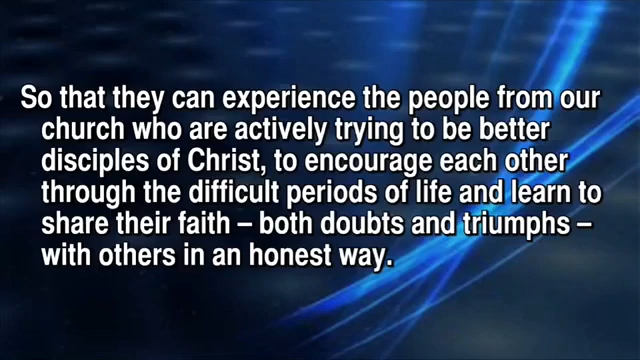 So that they can experience the people from our
church who are actively trying to be better
disciples of Christ, to encourage each other
through the difficult periods of life and learn to
share their faith – both doubts and triumphs –
with others in an honest way.